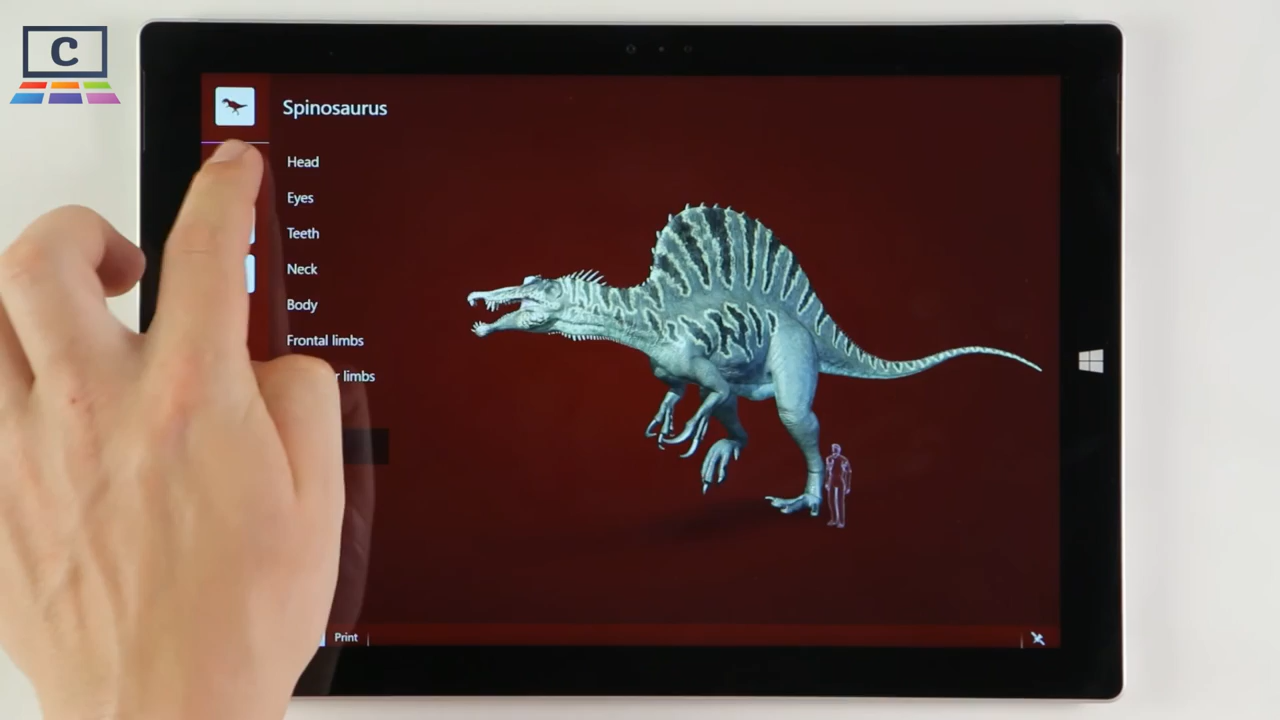 C
Spinosaurus
Head
Eyes
Teeth
Neck
Body
Frontal limbs
limbs
Print